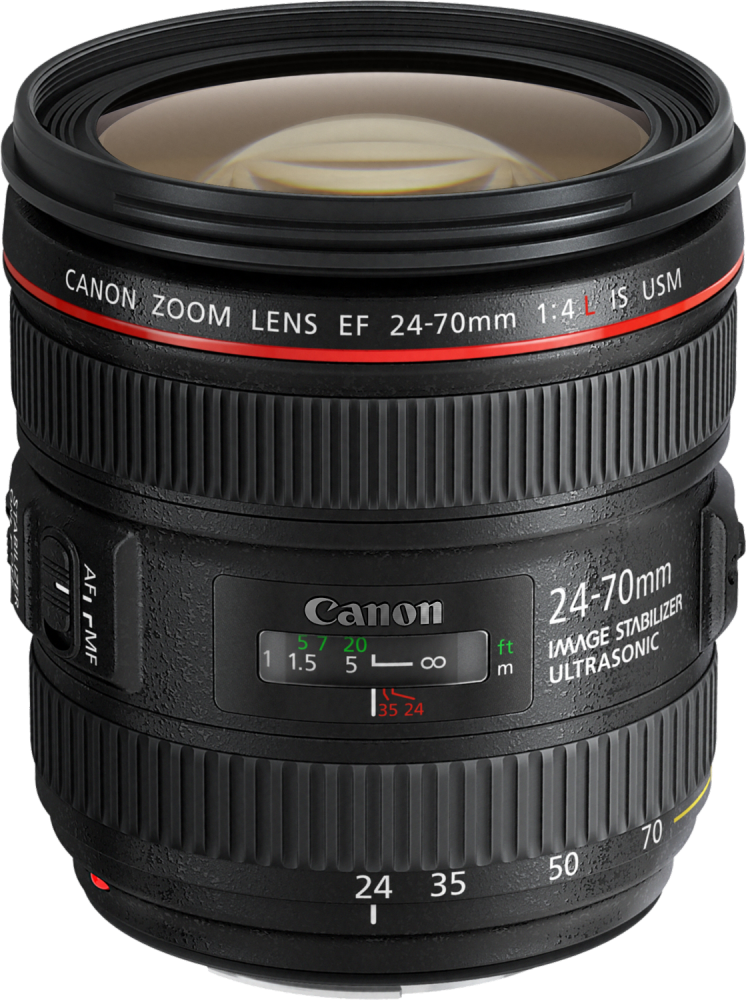 CANON ZOOM LENS EF 24-70mm 1:4 L IS USM
STABILIZER
AF
MF
Canon
5 7 20 ft
1 1.5 5 ∞ m
35 24
24-70mm
IMAGE STABILIZER
ULTRASONIC
24 35 50 70